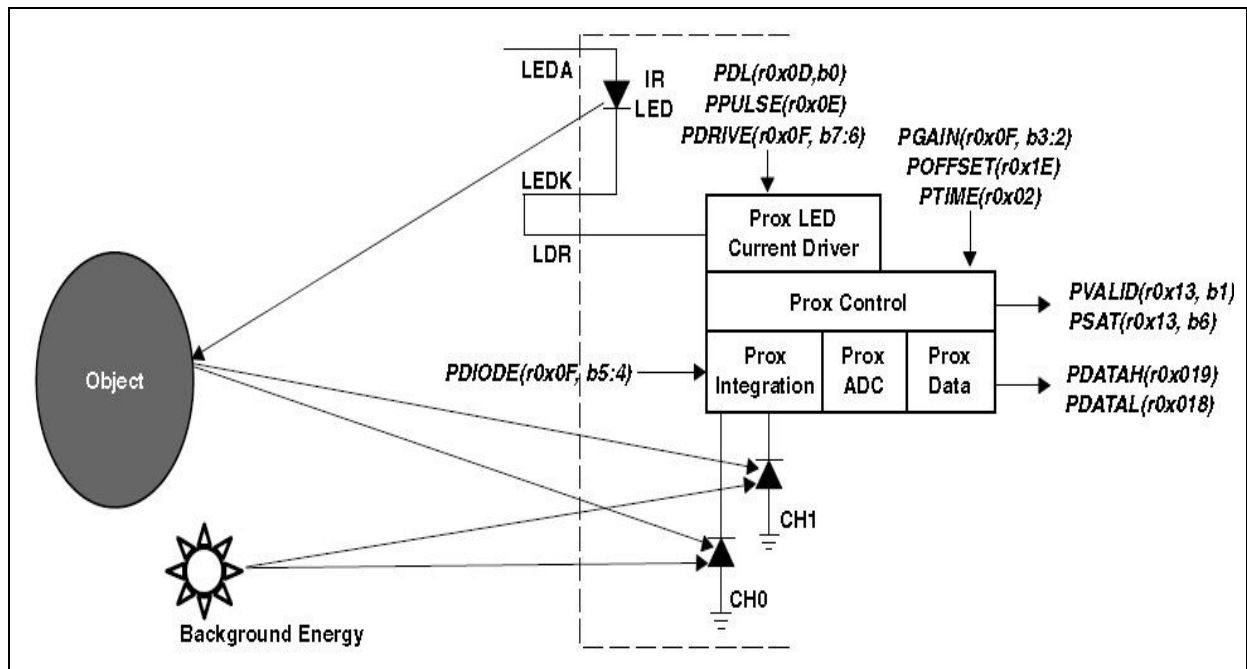 LEDA
IR
LED
LEDK
LDR
PDL(r0x0D,b0)
PPULSE(r0x0E)
PDRIVE(r0x0F, b7:6)
PGAIN(r0x0F, b3:2)
POFFSET(r0x1E)
PTIME(r0x02)
Prox LED
Current Driver
Prox Control
PVALID(r0x13, b1)
PSAT(r0x13, b6)
PDIODE(r0x0F, b5:4)
Prox
Integration
Prox
ADC
Prox
Data
PDATAH(r0x019)
PDATAL(r0x018)
Object
CH1
CH0
Background Energy